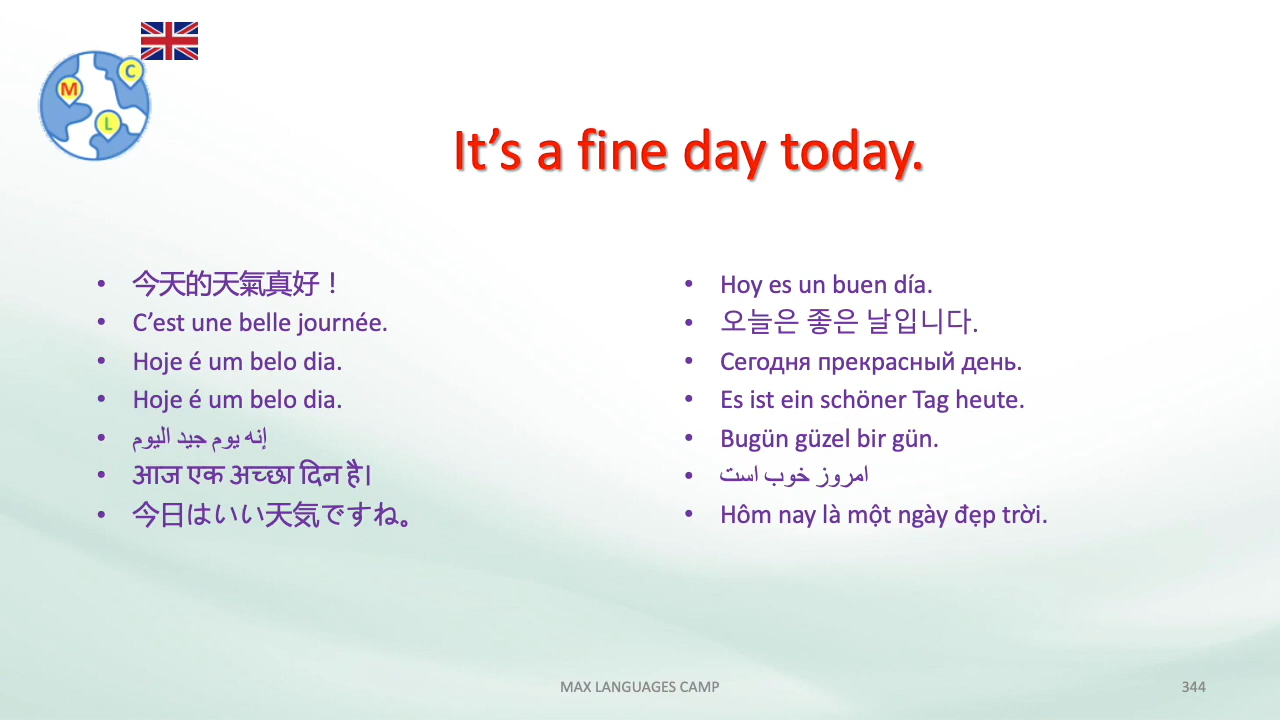 M
C
L
It’s a fine day today.
• 今天的天氣真好！
• C’est une belle journée.
• Hoje é um belo dia.
• Hoje é um belo dia.
• إنه يوم جيد اليوم
• आज एक अच्छा दिन है।
• 今日はいい天気ですね。
• Hoy es un buen día.
• 오늘은 좋은 날입니다.
• Сегодня прекрасный день.
• Es ist ein schöner Tag heute.
• Bugün güzel bir gün.
• امروز خوب است
• Hôm nay là một ngày đẹp trời.
MAX LANGUAGES CAMP
344